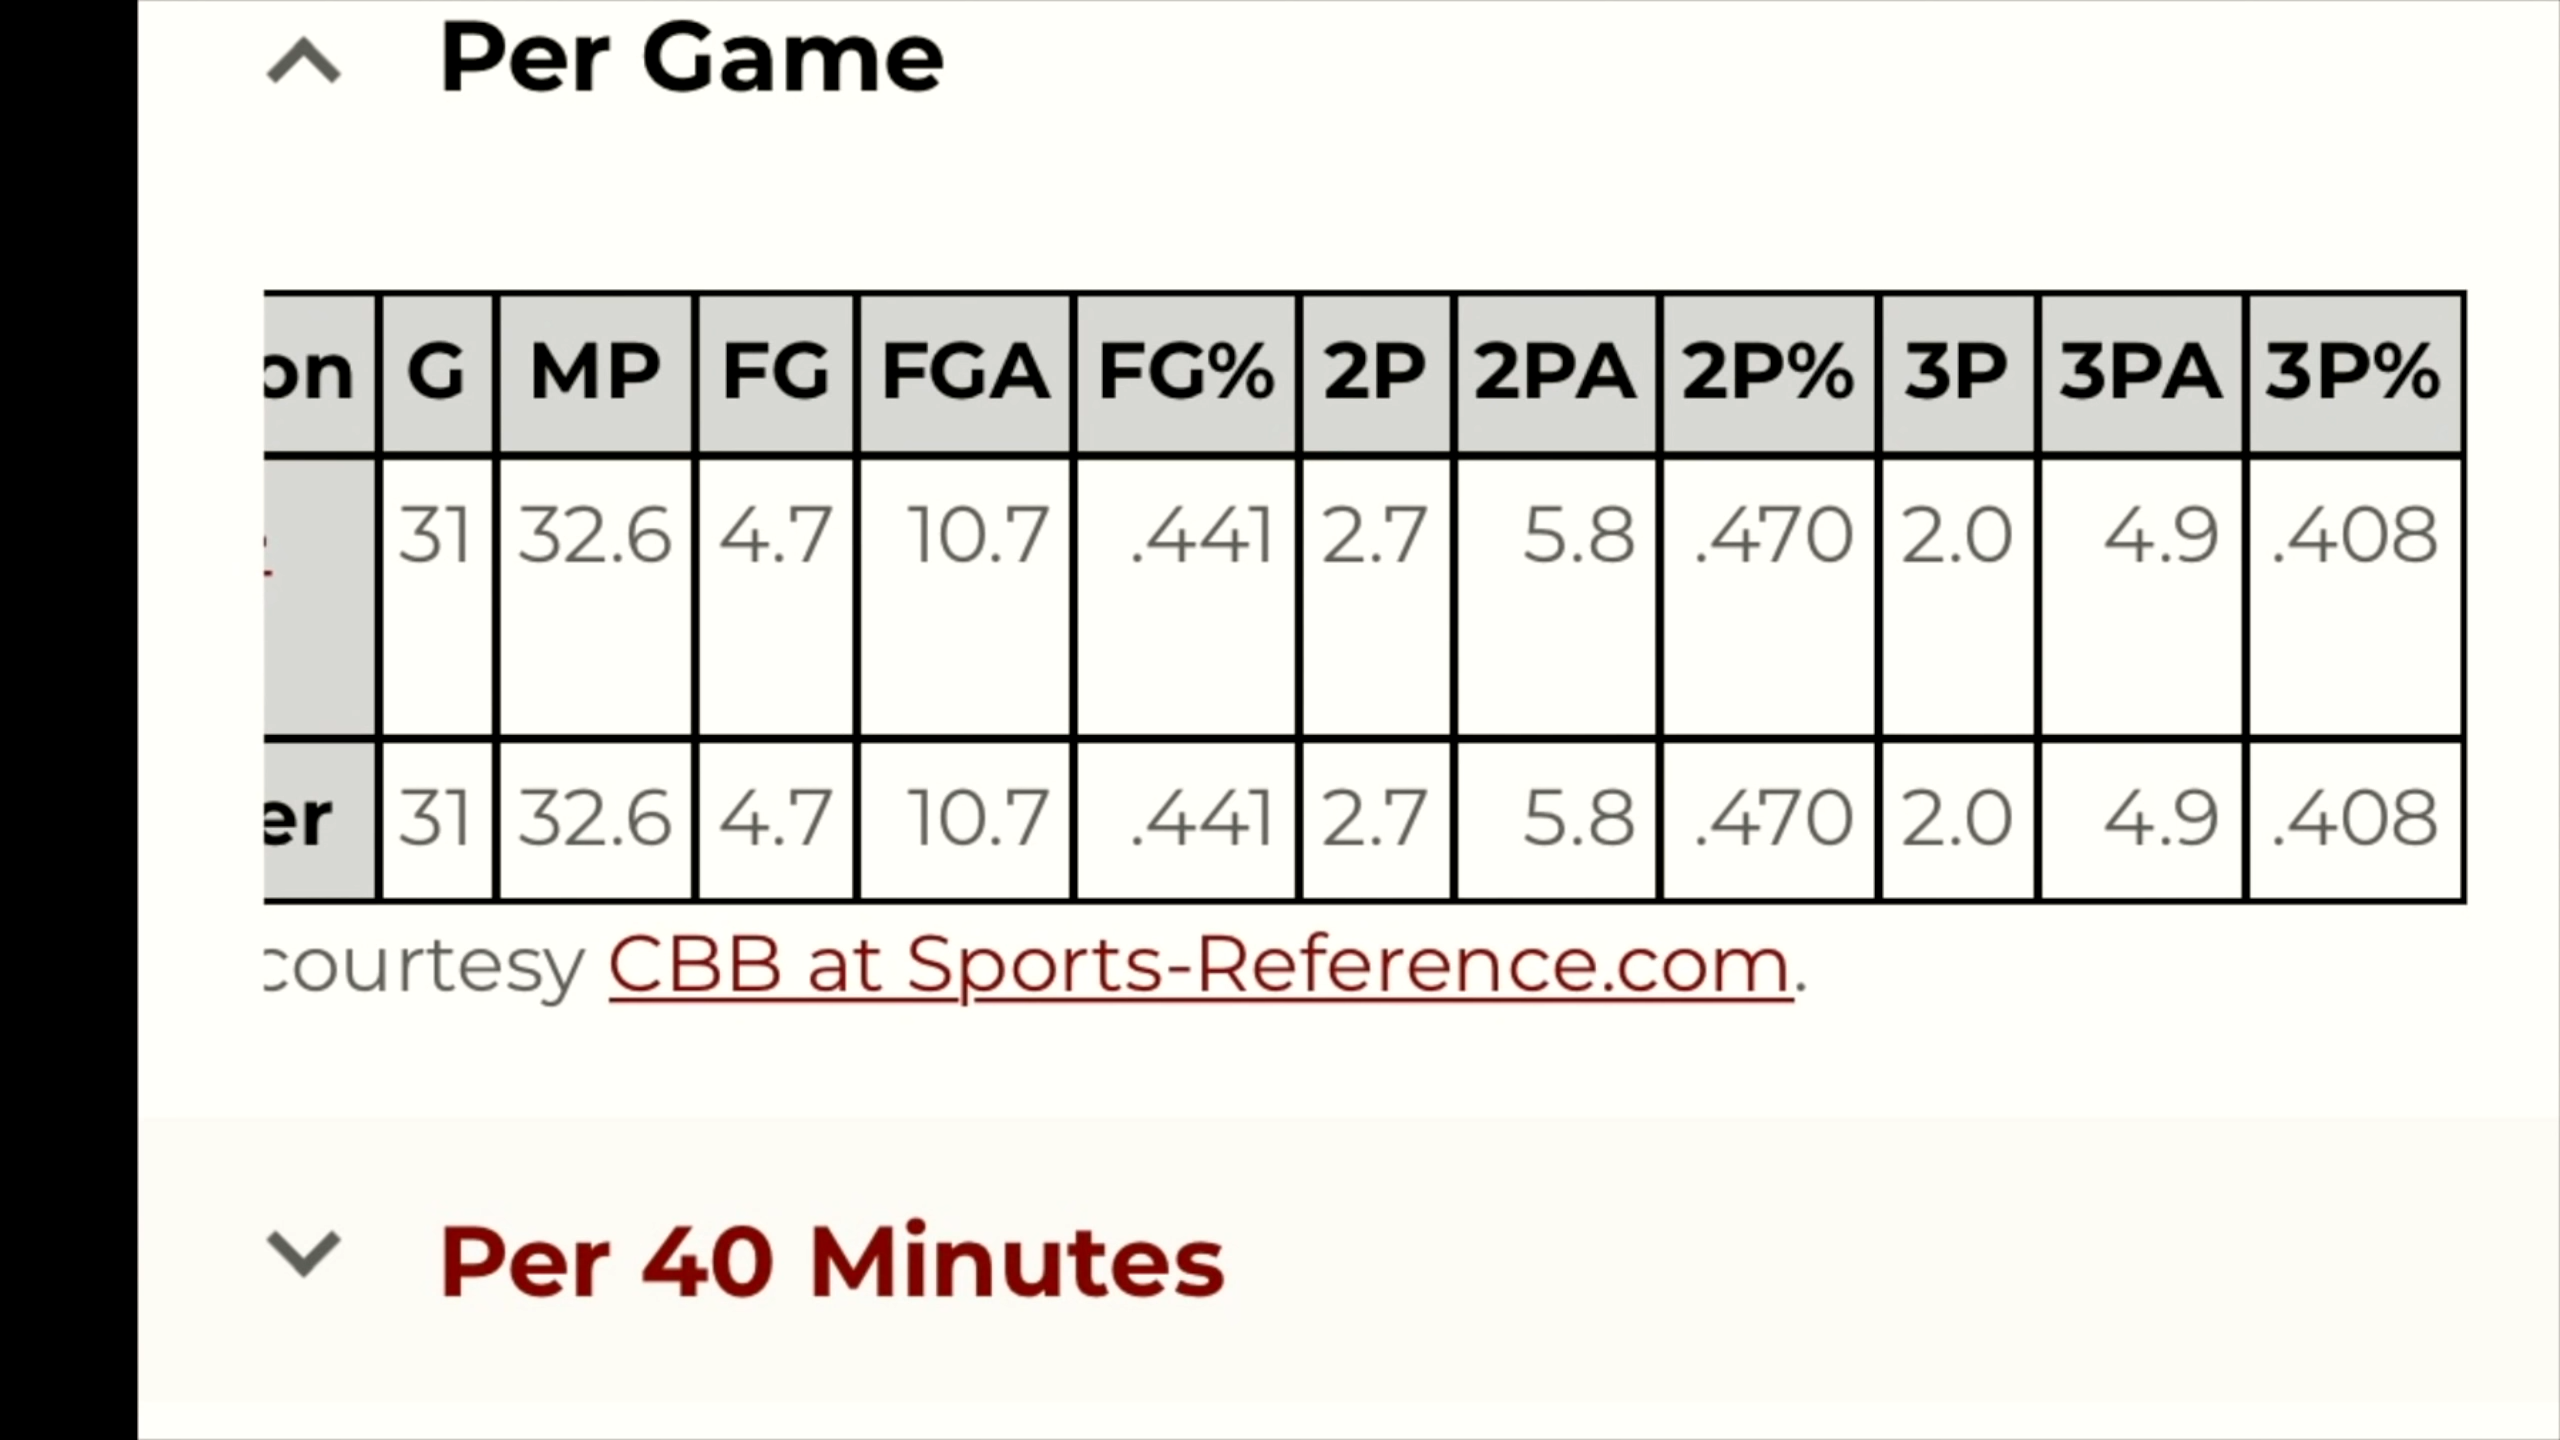 Per Game
on G MP FG FGA FG% 2P 2PA 2P% 3P 3PA 3P%
31 32.6 4.7 10.7 .441 2.7 5.8 .470 2.0 4.9 .408
er 31 32.6 4.7 10.7 .441 2.7 5.8 .470 2.0 4.9 .408
courtesy CBB at Sports-Reference.com.
Per 40 Minutes